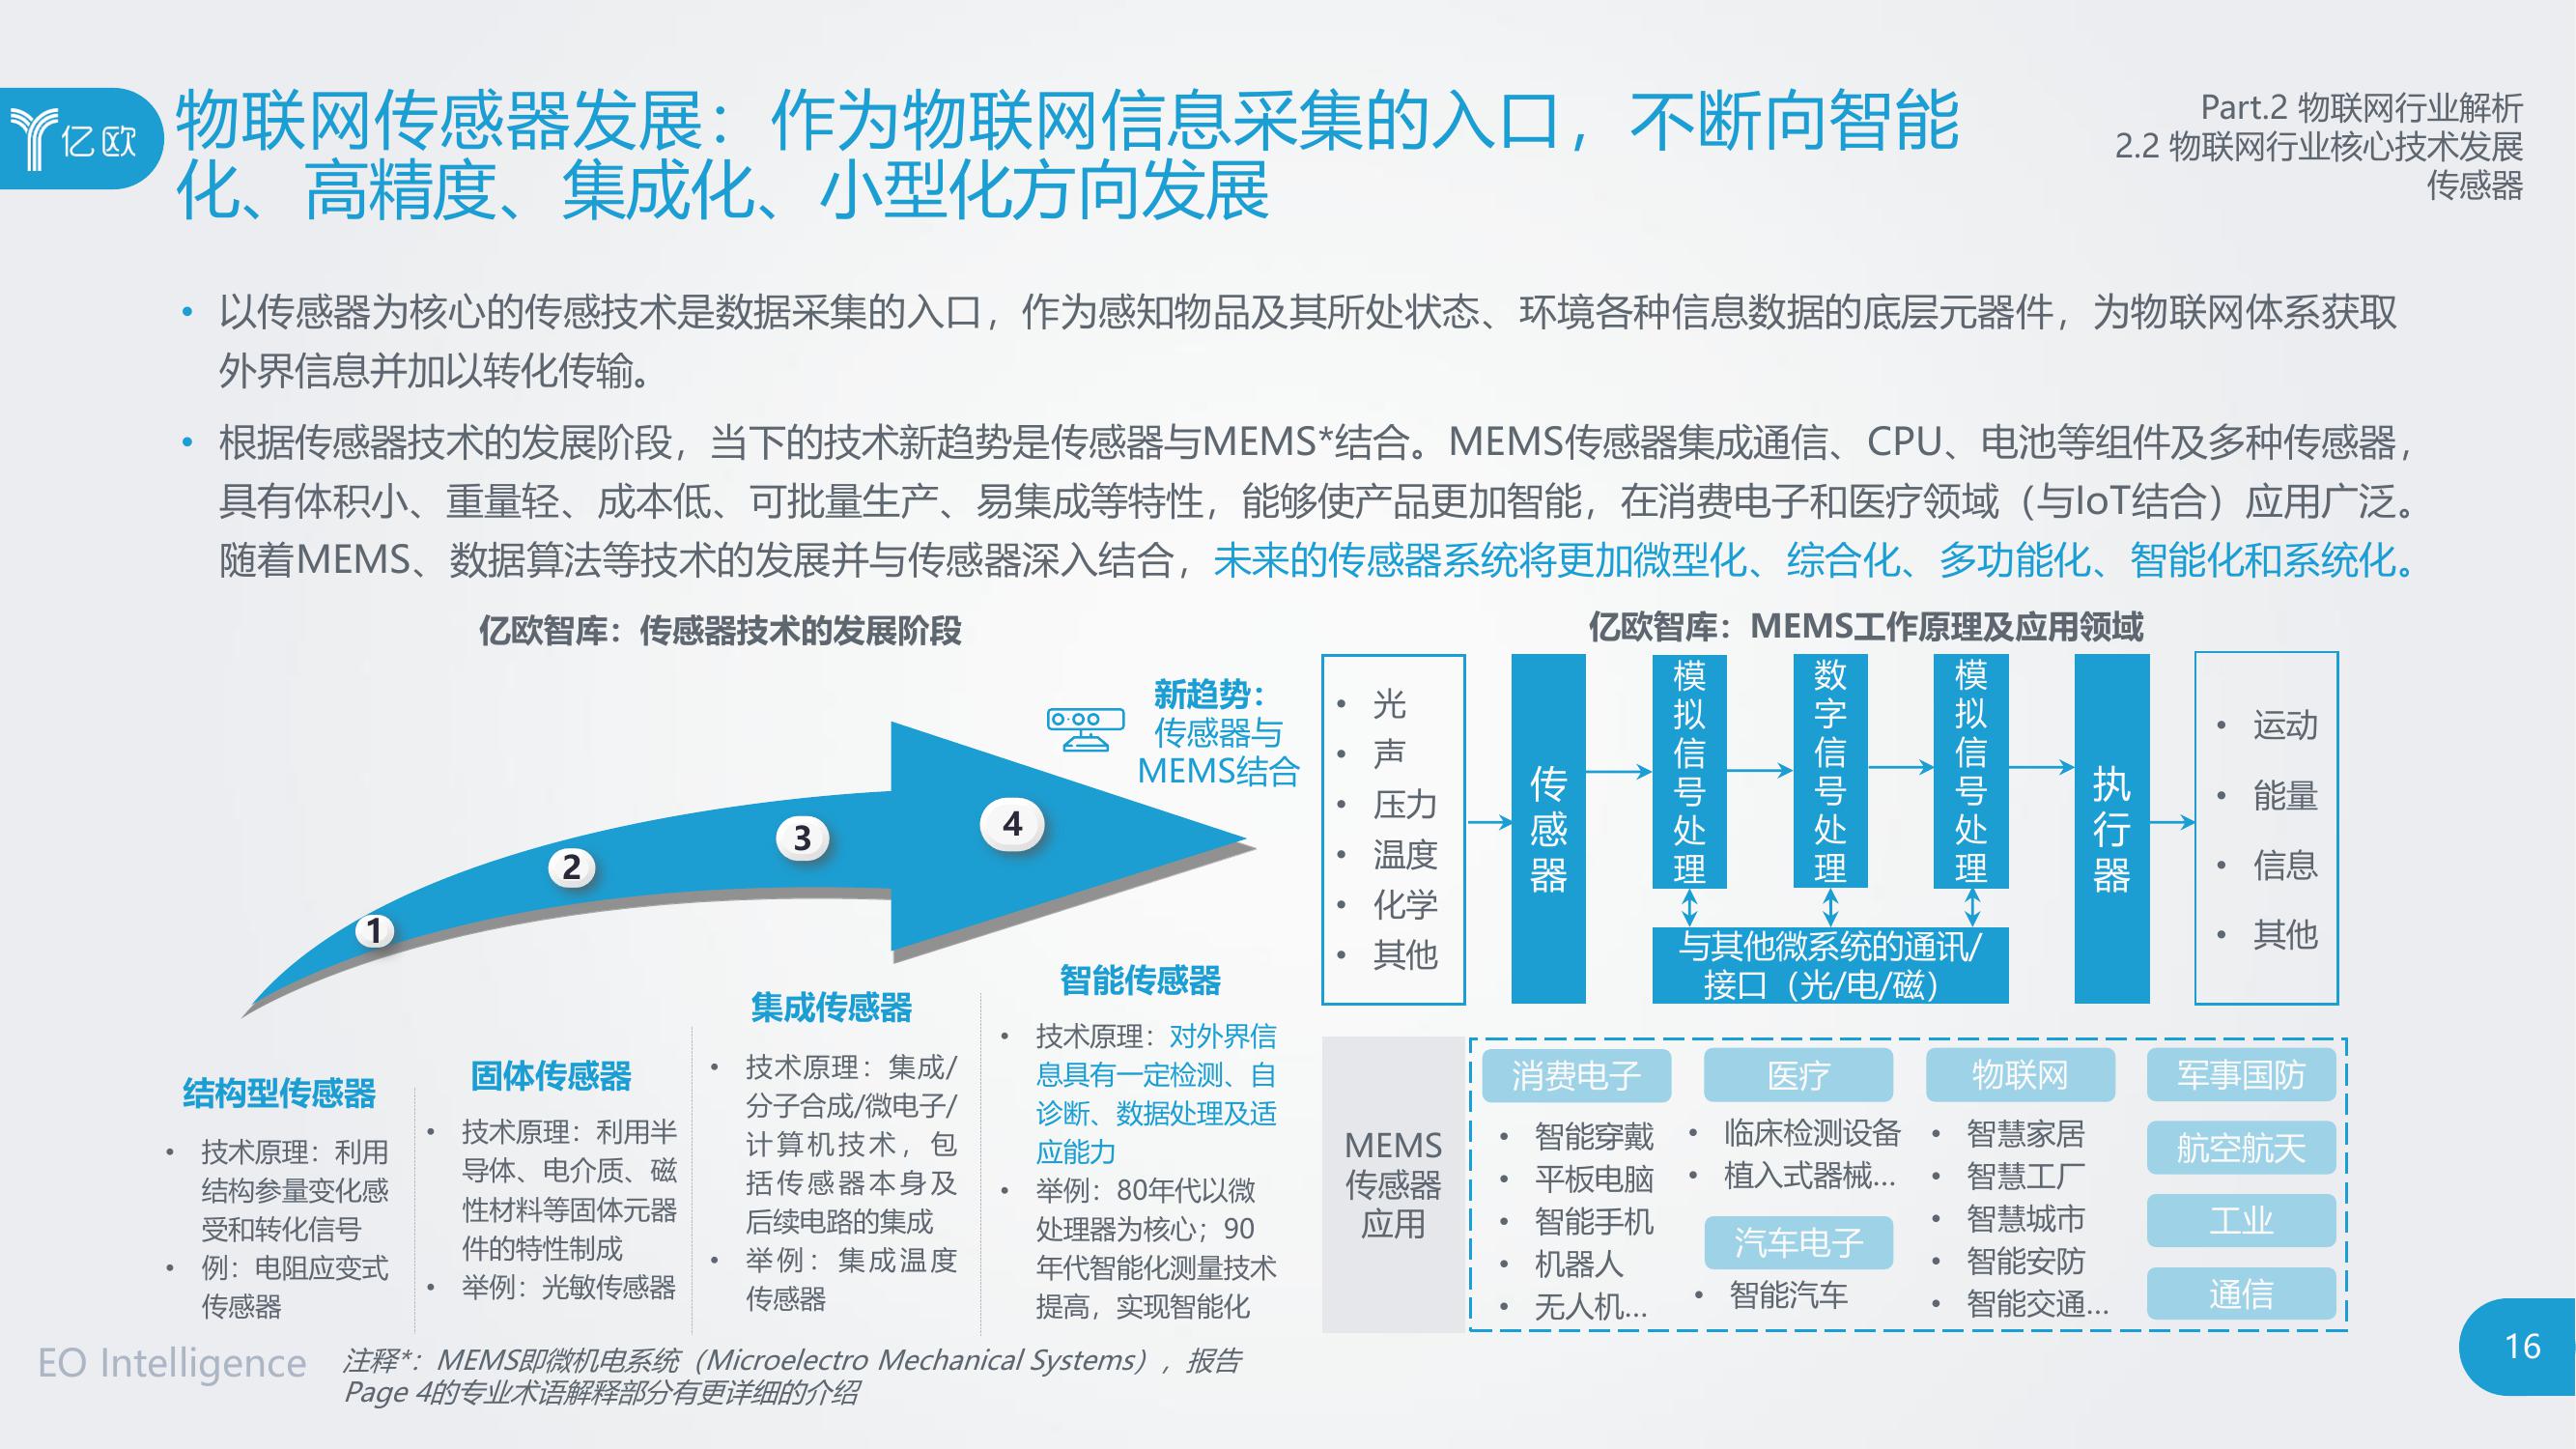 亿欧
物联网传感器发展：作为物联网信息采集的入口，不断向智能
化、高精度、集成化、小型化方向发展
Part.2 物联网行业解析
2.2 物联网行业核心技术发展
传感器
• 以传感器为核心的传感技术是数据采集的入口，作为感知物品及其所处状态、环境各种信息数据的底层元器件，为物联网体系获取
外界信息并加以转化传输。
• 根据传感器技术的发展阶段，当下的技术新趋势是传感器与MEMS*结合。MEMS传感器集成通信、CPU、电池等组件及多种传感器，
具有体积小、重量轻、成本低、可批量生产、易集成等特性，能够使产品更加智能，在消费电子和医疗领域（与IoT结合）应用广泛。
随着MEMS、数据算法等技术的发展并与传感器深入结合，未来的传感器系统将更加微型化、综合化、多功能化、智能化和系统化。
亿欧智库：传感器技术的发展阶段
新趋势：
传感器与
MEMS结合
1
2
3
4
结构型传感器
• 技术原理：利用
结构参量变化感
受和转化信号
• 例：电阻应变式
传感器
固体传感器
• 技术原理：利用半
导体、电介质、磁
性材料等固体元器
件的特性制成
• 举例：光敏传感器
集成传感器
• 技术原理：集成/
分子合成/微电子/
计算机技术，包
括传感器本身及
后续电路的集成
• 举例：集成温度
传感器
智能传感器
• 技术原理：对外界信
息具有一定检测、自
诊断、数据处理及适
应能力
• 举例：80年代以微
处理器为核心；90
年代智能化测量技术
提高，实现智能化
亿欧智库：MEMS工作原理及应用领域
• 光
• 声
• 压力
• 温度
• 化学
• 其他
传感器
模拟信号处理
数字信号处理
模拟信号处理
与其他微系统的通讯/
接口（光/电/磁）
执行器
• 运动
• 能量
• 信息
• 其他
MEMS
传感器
应用
消费电子
• 智能穿戴
• 平板电脑
• 智能手机
• 机器人
• 无人机...
医疗
• 临床检测设备
• 植入式器械...
汽车电子
• 智能汽车
物联网
• 智慧家居
• 智慧工厂
• 智慧城市
• 智能安防
• 智能交通...
军事国防
航空航天
工业
通信
EO Intelligence
注释*：MEMS即微机电系统（Microelectro Mechanical Systems），报告
Page 4的专业术语解释部分有更详细的介绍
16